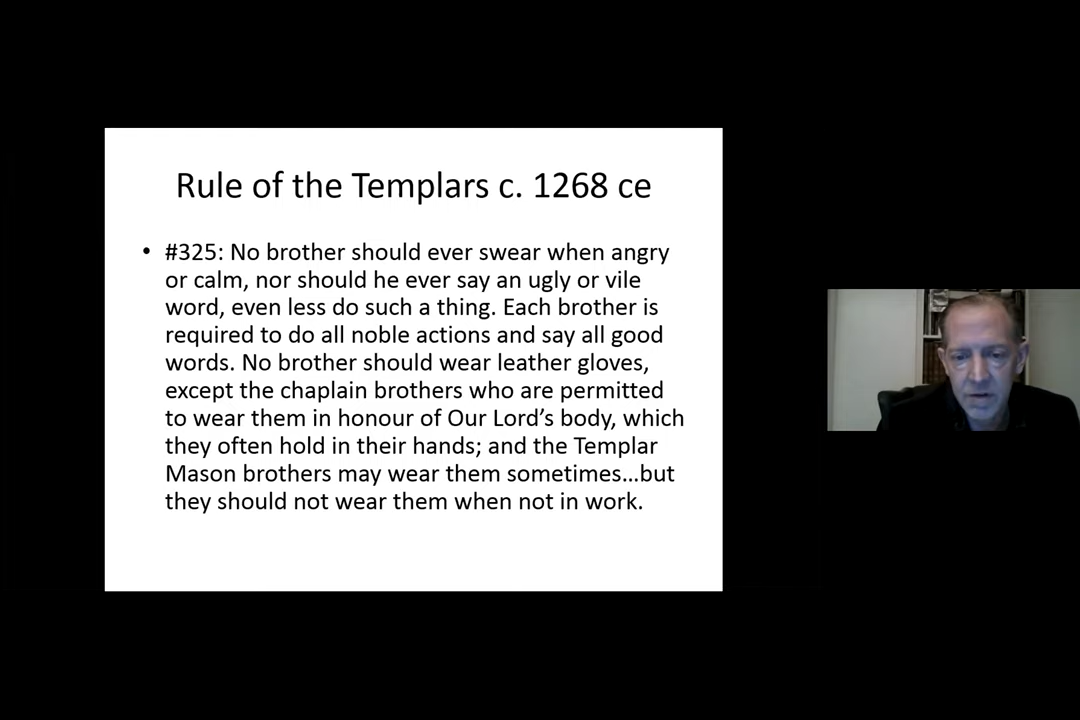 Rule of the Templars c. 1268 ce
• #325: No brother should ever swear when angry
or calm, nor should he ever say an ugly or vile
word, even less do such a thing. Each brother is
required to do all noble actions and say all good
words. No brother should wear leather gloves,
except the chaplain brothers who are permitted
to wear them in honour of Our Lord’s body, which
they often hold in their hands; and the Templar
Mason brothers may wear them sometimes…but
they should not wear them when not in work.